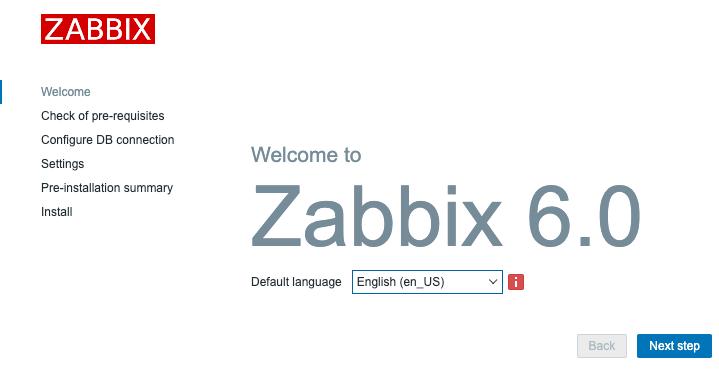 ZABBIX
Welcome
Check of pre-requisites
Configure DB connection
Settings
Pre-installation summary
Install
Welcome to
Zabbix 6.0
Default language English (en_US) i
Back Next step